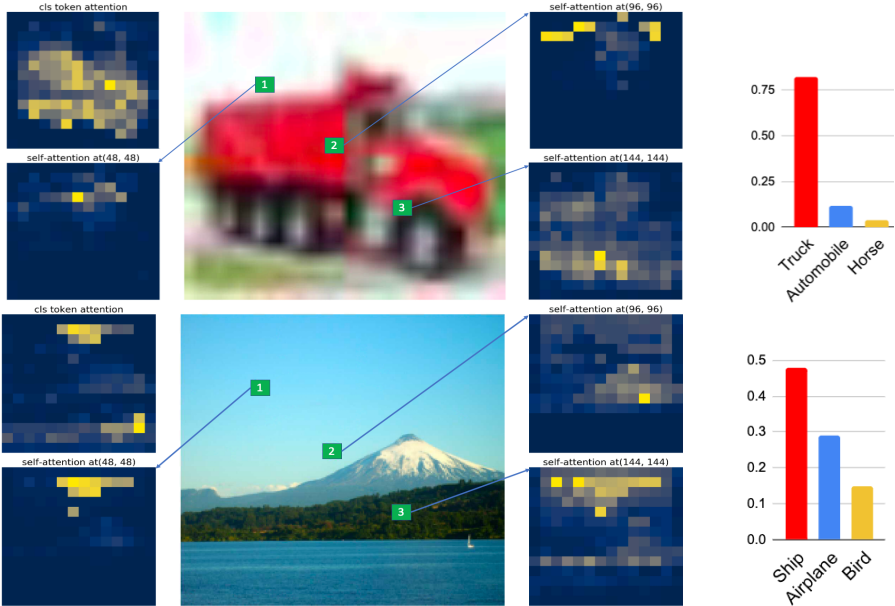 cls token attention
self-attention at(96, 96)
1
2
3
self-attention at(48, 48)
self-attention at(144, 144)
0.75
0.50
0.25
0.00
Truck
Automobile
Horse
cls token attention
self-attention at(96, 96)
1
2
3
self-attention at(48, 48)
self-attention at(144, 144)
0.5
0.4
0.3
0.2
0.1
0.0
Ship
Airplane
Bird